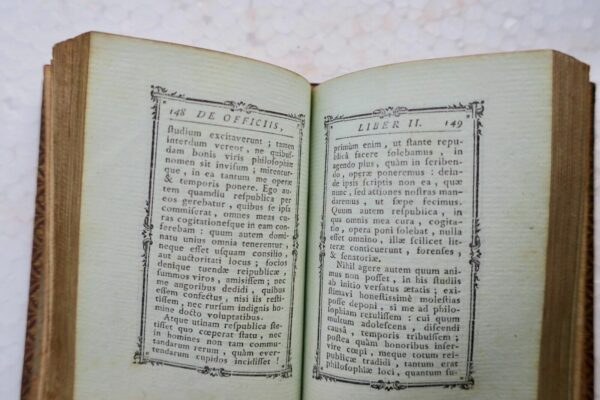 148 DE OFFICIIS,
ſtudium excitaverunt ; tamen
interdum vereor, ne quibuſ-
dam bonis viris philoſophiæ
nomen sit inviſum ; mirentur-
que, in ea tantum me operæ
& temporis ponere. Ego au-
tem quamdiu reſpublica per
eos gerebatur, quibus ſe ipſa
commiſerat, omnes meas cu-
ras cogitationeſque in eam con-
ferebam : quum autem domi-
natu unius omnia tenerentur,
neque eſſet uſquam conſilio,
aut auctoritati locus ; ſocios
denique tuendæ reipublicæ,
ſummos viros, amiſiſſem ; nec
me angoribus dedidi, quibus
eſſem confectus, niſi iis reſti-
tiſſem, nec rurſum indignis ho-
mine docto voluptatibus.
Atque utinam reſpublica ſte-
tiſſet quo cœperat ſtatu, nec
in homines non tam commu-
tandarum rerum, quàm ever-
tendarum cupidos incidiſſet !
LIBER II. 149
primùm enim, ut ſtante repu-
blicâ facere ſolebamus, in
agendo plus, quàm in ſcriben-
do, operæ poneremus : dein-
de ipſis ſcriptis non ea, quæ
nunc, ſed actiones noſtras man-
daremus, ut ſæpe fecimus.
Quum autem reſpublica, in
qua omnis mea cura, cogita-
tio, opera poni ſolebat, nulla
eſſet omnino, illæ ſcilicet lit-
teræ conticuerunt, forenſes,
& ſenatoriæ.
Nihil agere autem quum ani-
mus non poſſet, in his ſtudiis
ab initio verſatus ætatis ; exi-
ſtimavi honeſtiſſimè moleſtias
poſſe deponi, si me ad philo-
ſophiam retuliſſem : cui quum
multum adoleſcens, diſcendi
causâ, temporis tribuiſſem ;
poſtea quàm honoribus inſer-
vire cœpi, meque totum rei-
publicæ tradidi, tantum erat
philoſophiæ loci, quantum ſu-